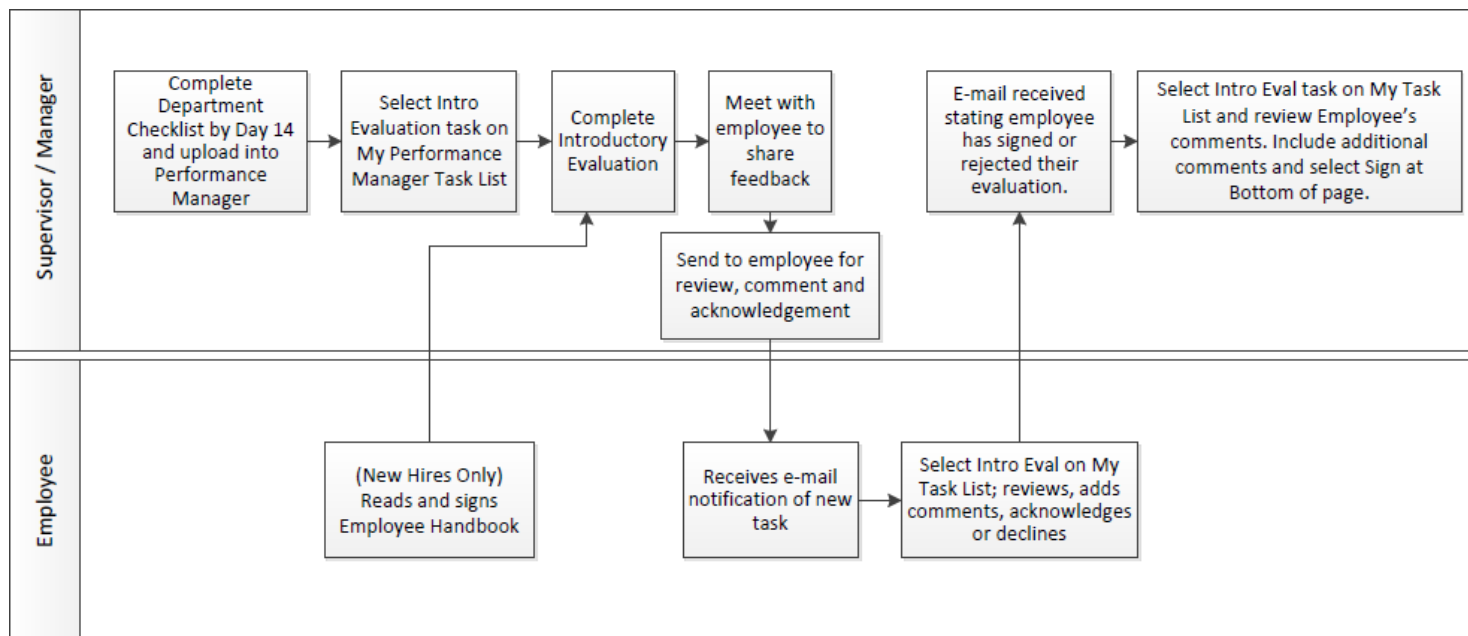 Supervisor / Manager
Complete
Department
Checklist by Day 14
and upload into
Performance
Manager
Select Intro
Evaluation task on
My Performance
Manager Task List
Complete
Introductory
Evaluation
Meet with
employee to
share
feedback
E-mail received
stating employee
has signed or
rejected their
evaluation.
Select Intro Eval task on My Task
List and review Employee’s
comments. Include additional
comments and select Sign at
Bottom of page.
Send to employee for
review, comment and
acknowledgement
Employee
(New Hires Only)
Reads and signs
Employee Handbook
Receives e-mail
notification of new
task
Select Intro Eval on My
Task List; reviews, adds
comments, acknowledges
or declines